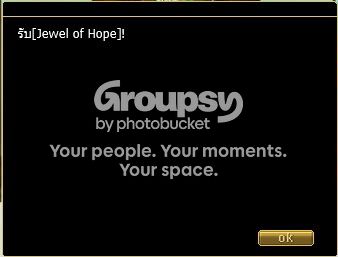 รับ[Jewel of Hope]!
Groupsy
by photobucket
Your people. Your moments.
Your space.
ok